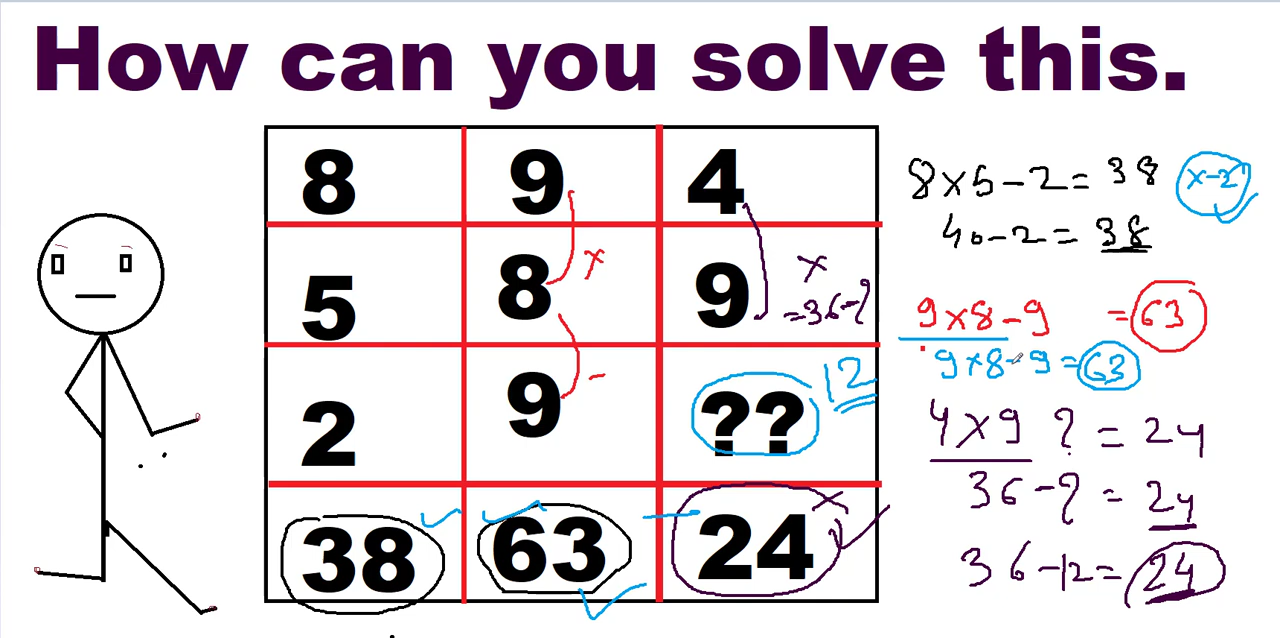 How can you solve this.
8 9 4
5 8 9
2 9 ??
38 63 24
×
-
×
=36-?
12
×
8×5-2=38
×-2
40-2=38
9×8-9 =63
9×8-9=63
4×9 ?=24
36-?=24
36-12=24